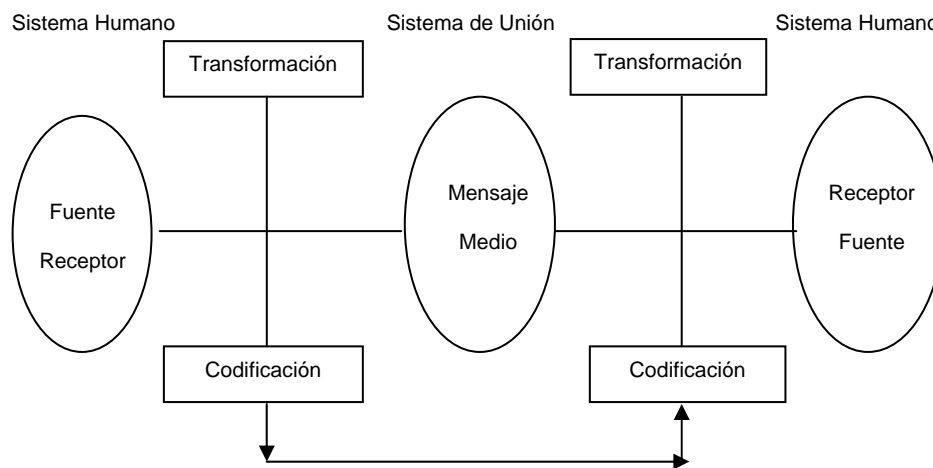 Sistema Humano
Sistema de Unión
Sistema Humano
Transformación
Transformación
Fuente
Receptor
Mensaje
Medio
Receptor
Fuente
Codificación
Codificación